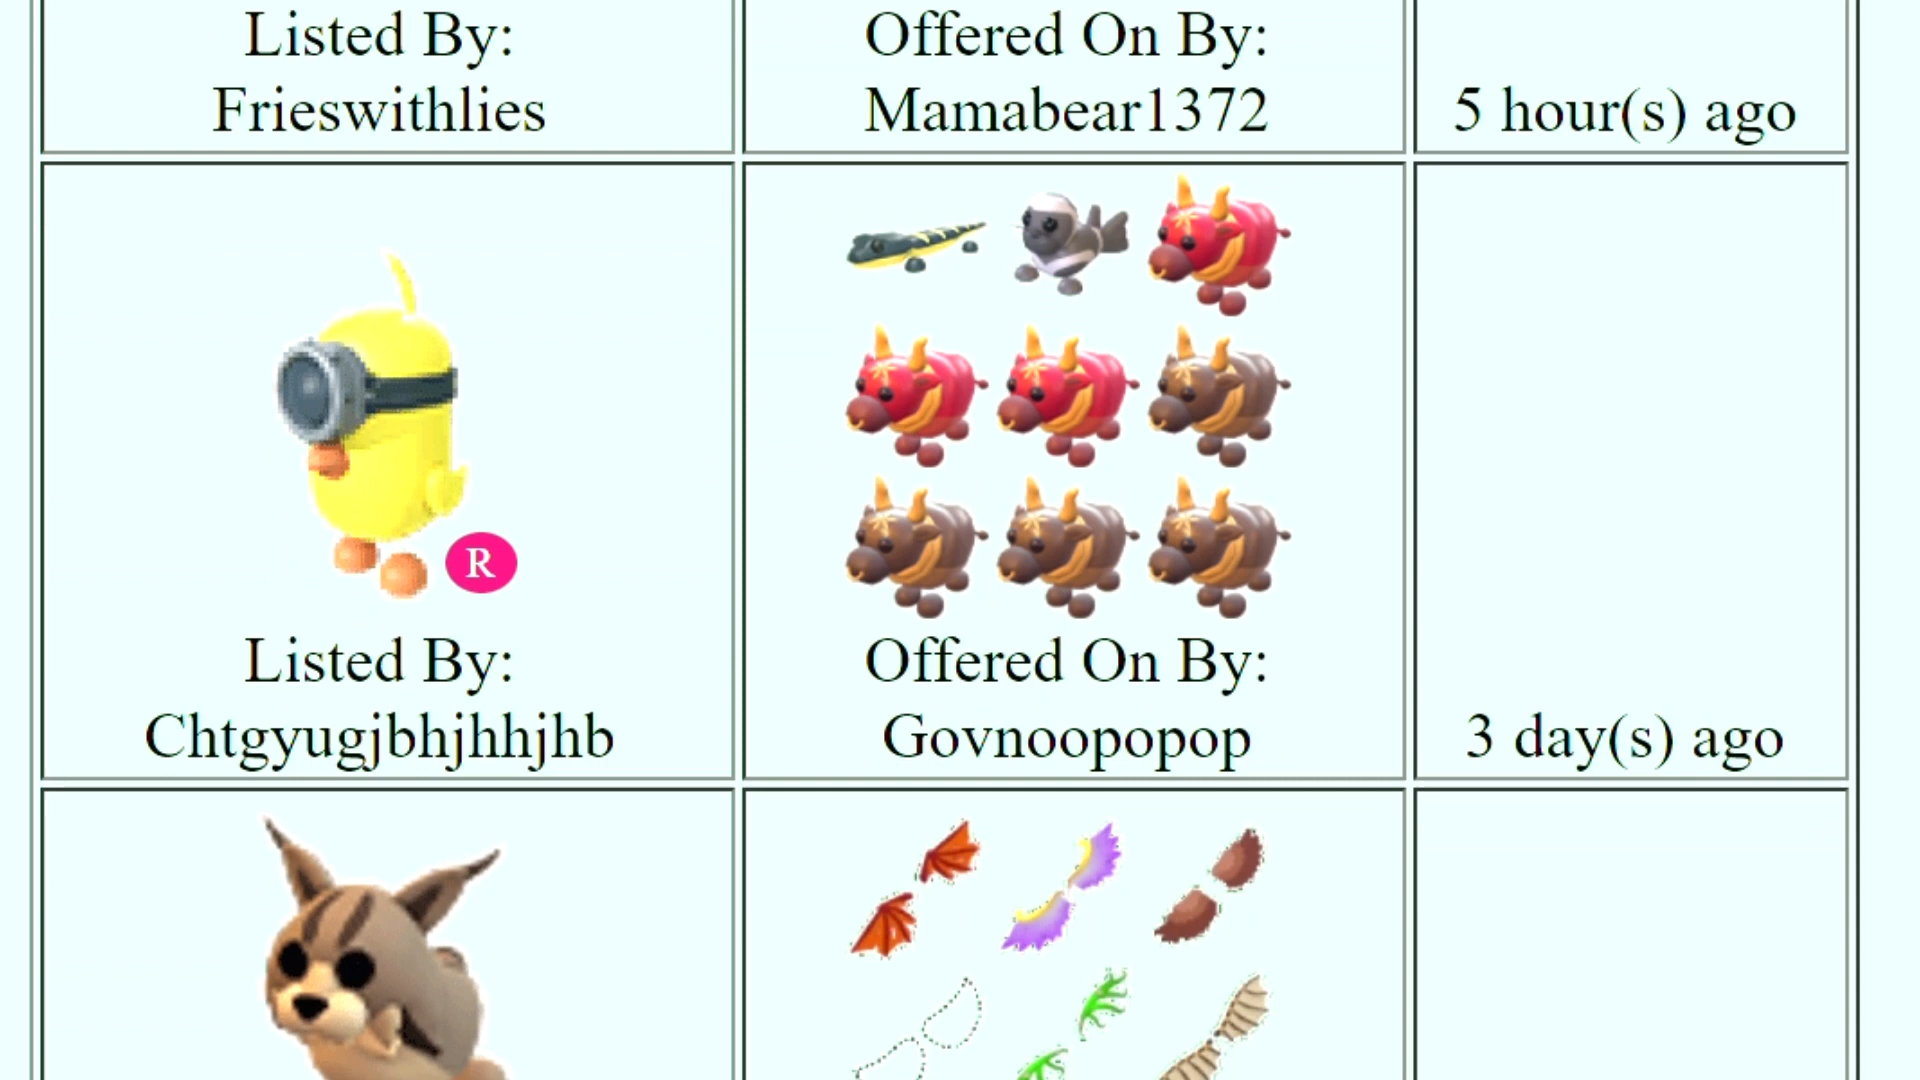 Listed By:
Frieswithlies
Offered On By:
Mamabear1372
5 hour(s) ago
R
Listed By:
Chtgyugjbhjhhjhb
Offered On By:
Govnoopopop
3 day(s) ago